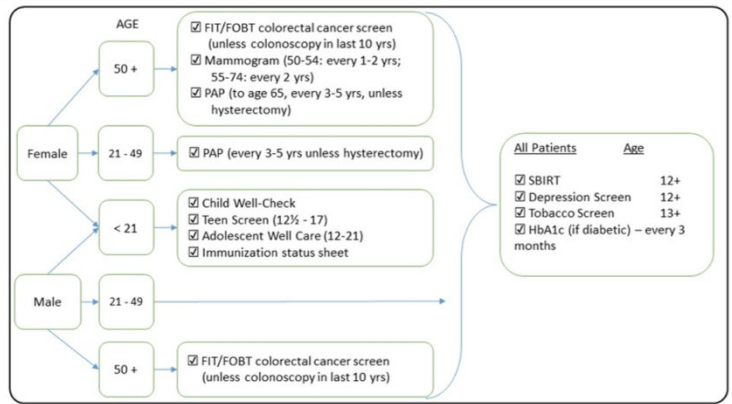 AGE
Female
50 +
☑ FIT/FOBT colorectal cancer screen
(unless colonoscopy in last 10 yrs)
☑ Mammogram (50-54: every 1-2 yrs;
55-74: every 2 yrs)
☑ PAP (to age 65, every 3-5 yrs, unless
hysterectomy)
21 - 49
☑ PAP (every 3-5 yrs unless hysterectomy)
< 21
☑ Child Well-Check
☑ Teen Screen (12½ - 17)
☑ Adolescent Well Care (12-21)
☑ Immunization status sheet
Male
21 - 49
50 +
☑ FIT/FOBT colorectal cancer screen
(unless colonoscopy in last 10 yrs)
All Patients Age
☑ SBIRT 12+
☑ Depression Screen 12+
☑ Tobacco Screen 13+
☑ HbA1c (if diabetic) – every 3
months